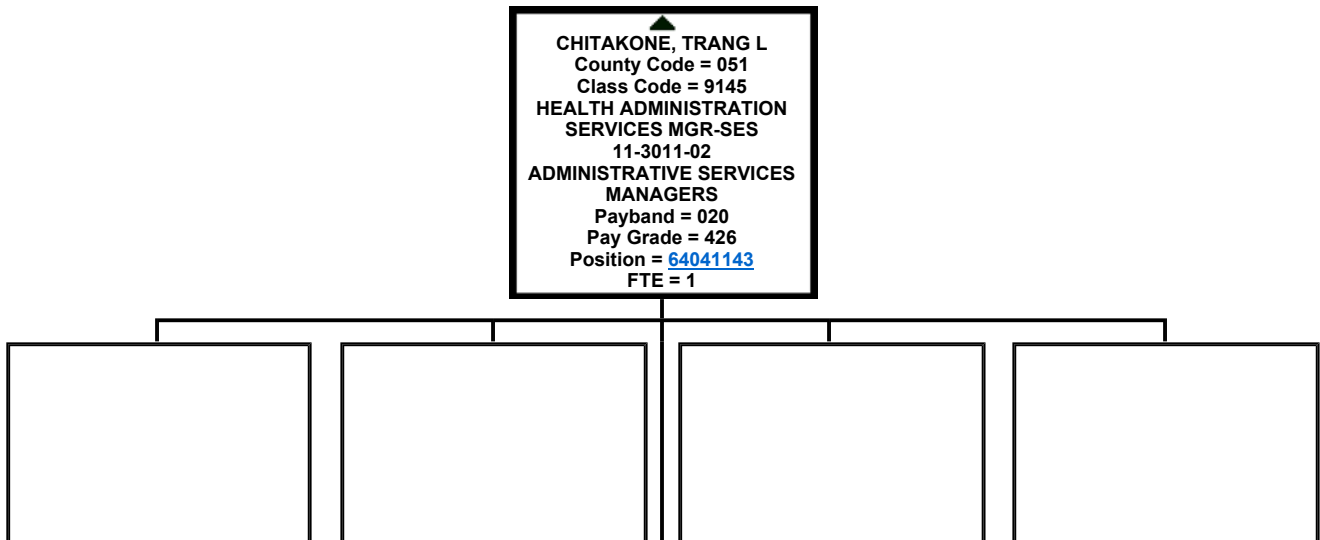 CHITAKONE, TRANG L
County Code = 051
Class Code = 9145
HEALTH ADMINISTRATION
SERVICES MGR-SES
11-3011-02
ADMINISTRATIVE SERVICES
MANAGERS
Payband = 020
Pay Grade = 426
Position = 64041143
FTE = 1